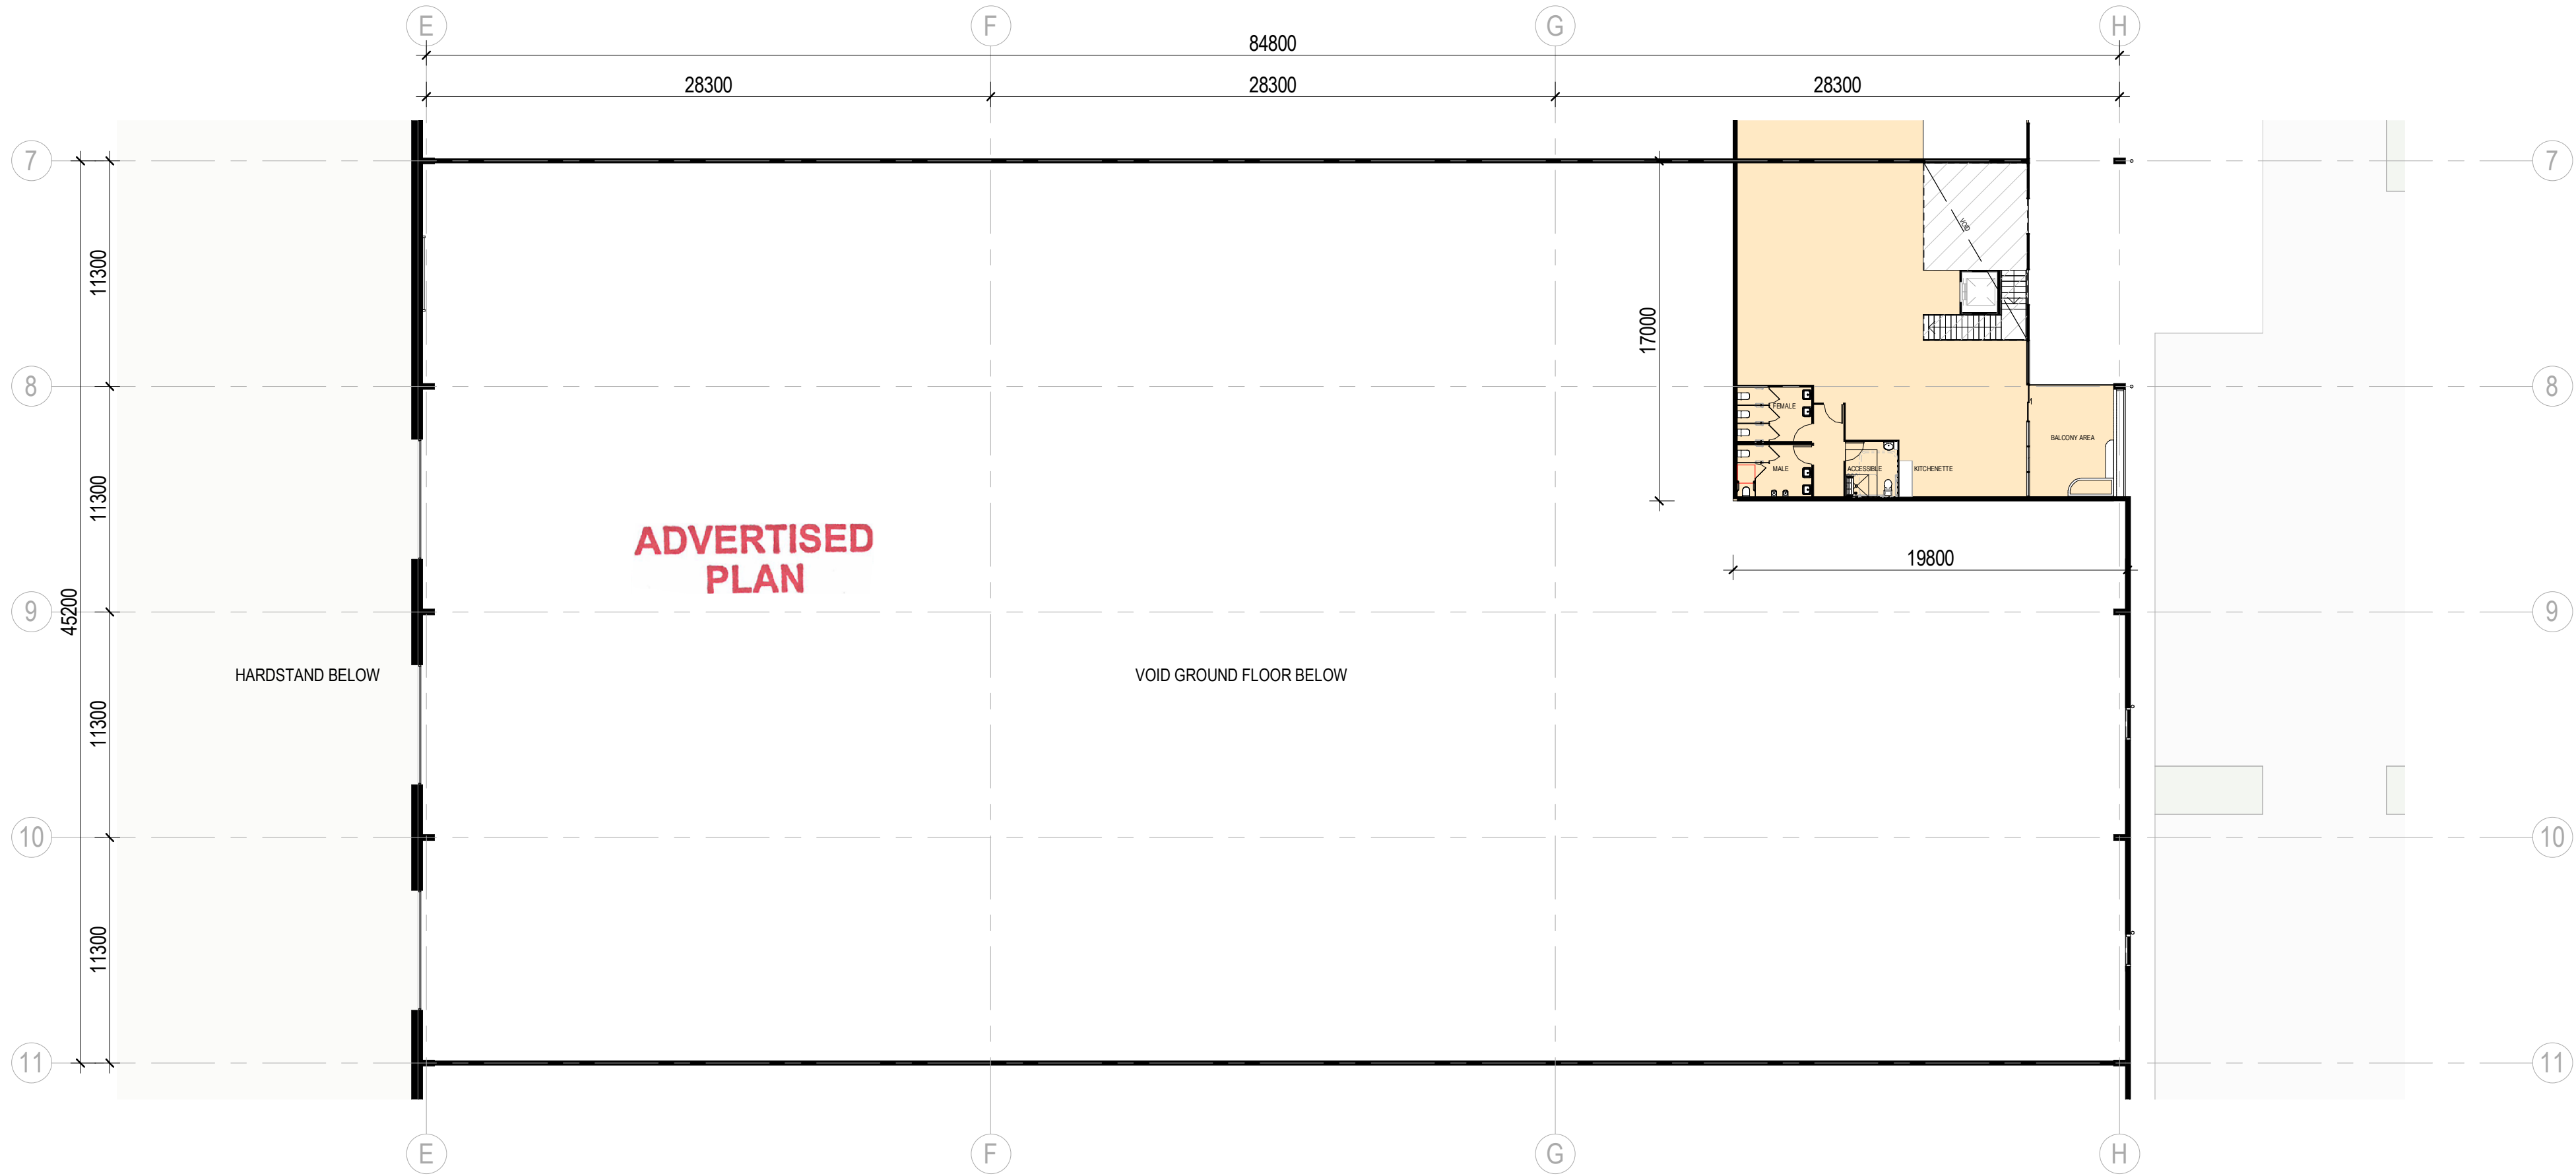 E
F
G
H
84800
28300
28300
28300
7
7
11300
VOID
17000
8
8
FEMALE
BALCONY AREA
MALE
ACCESSIBLE
KITCHENETTE
11300
ADVERTISED
PLAN
19800
9
9
45200
HARDSTAND BELOW
VOID GROUND FLOOR BELOW
11300
10
10
11300
11
11
E
F
G
H